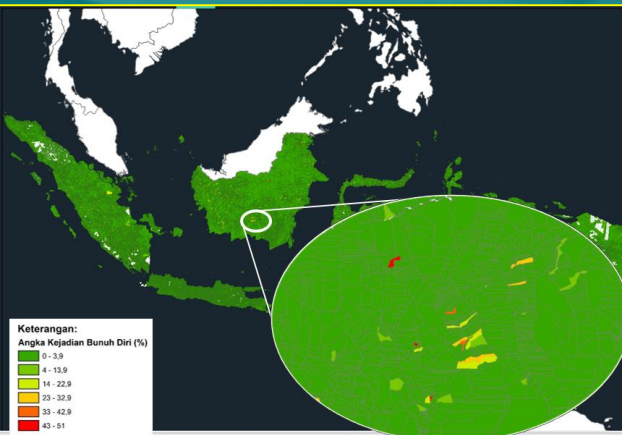 Keterangan:
Angka Kejadian Bunuh Diri (%)
0 - 3,9
4 - 13,9
14 - 22,9
23 - 32,9
33 - 42,9
43 - 51